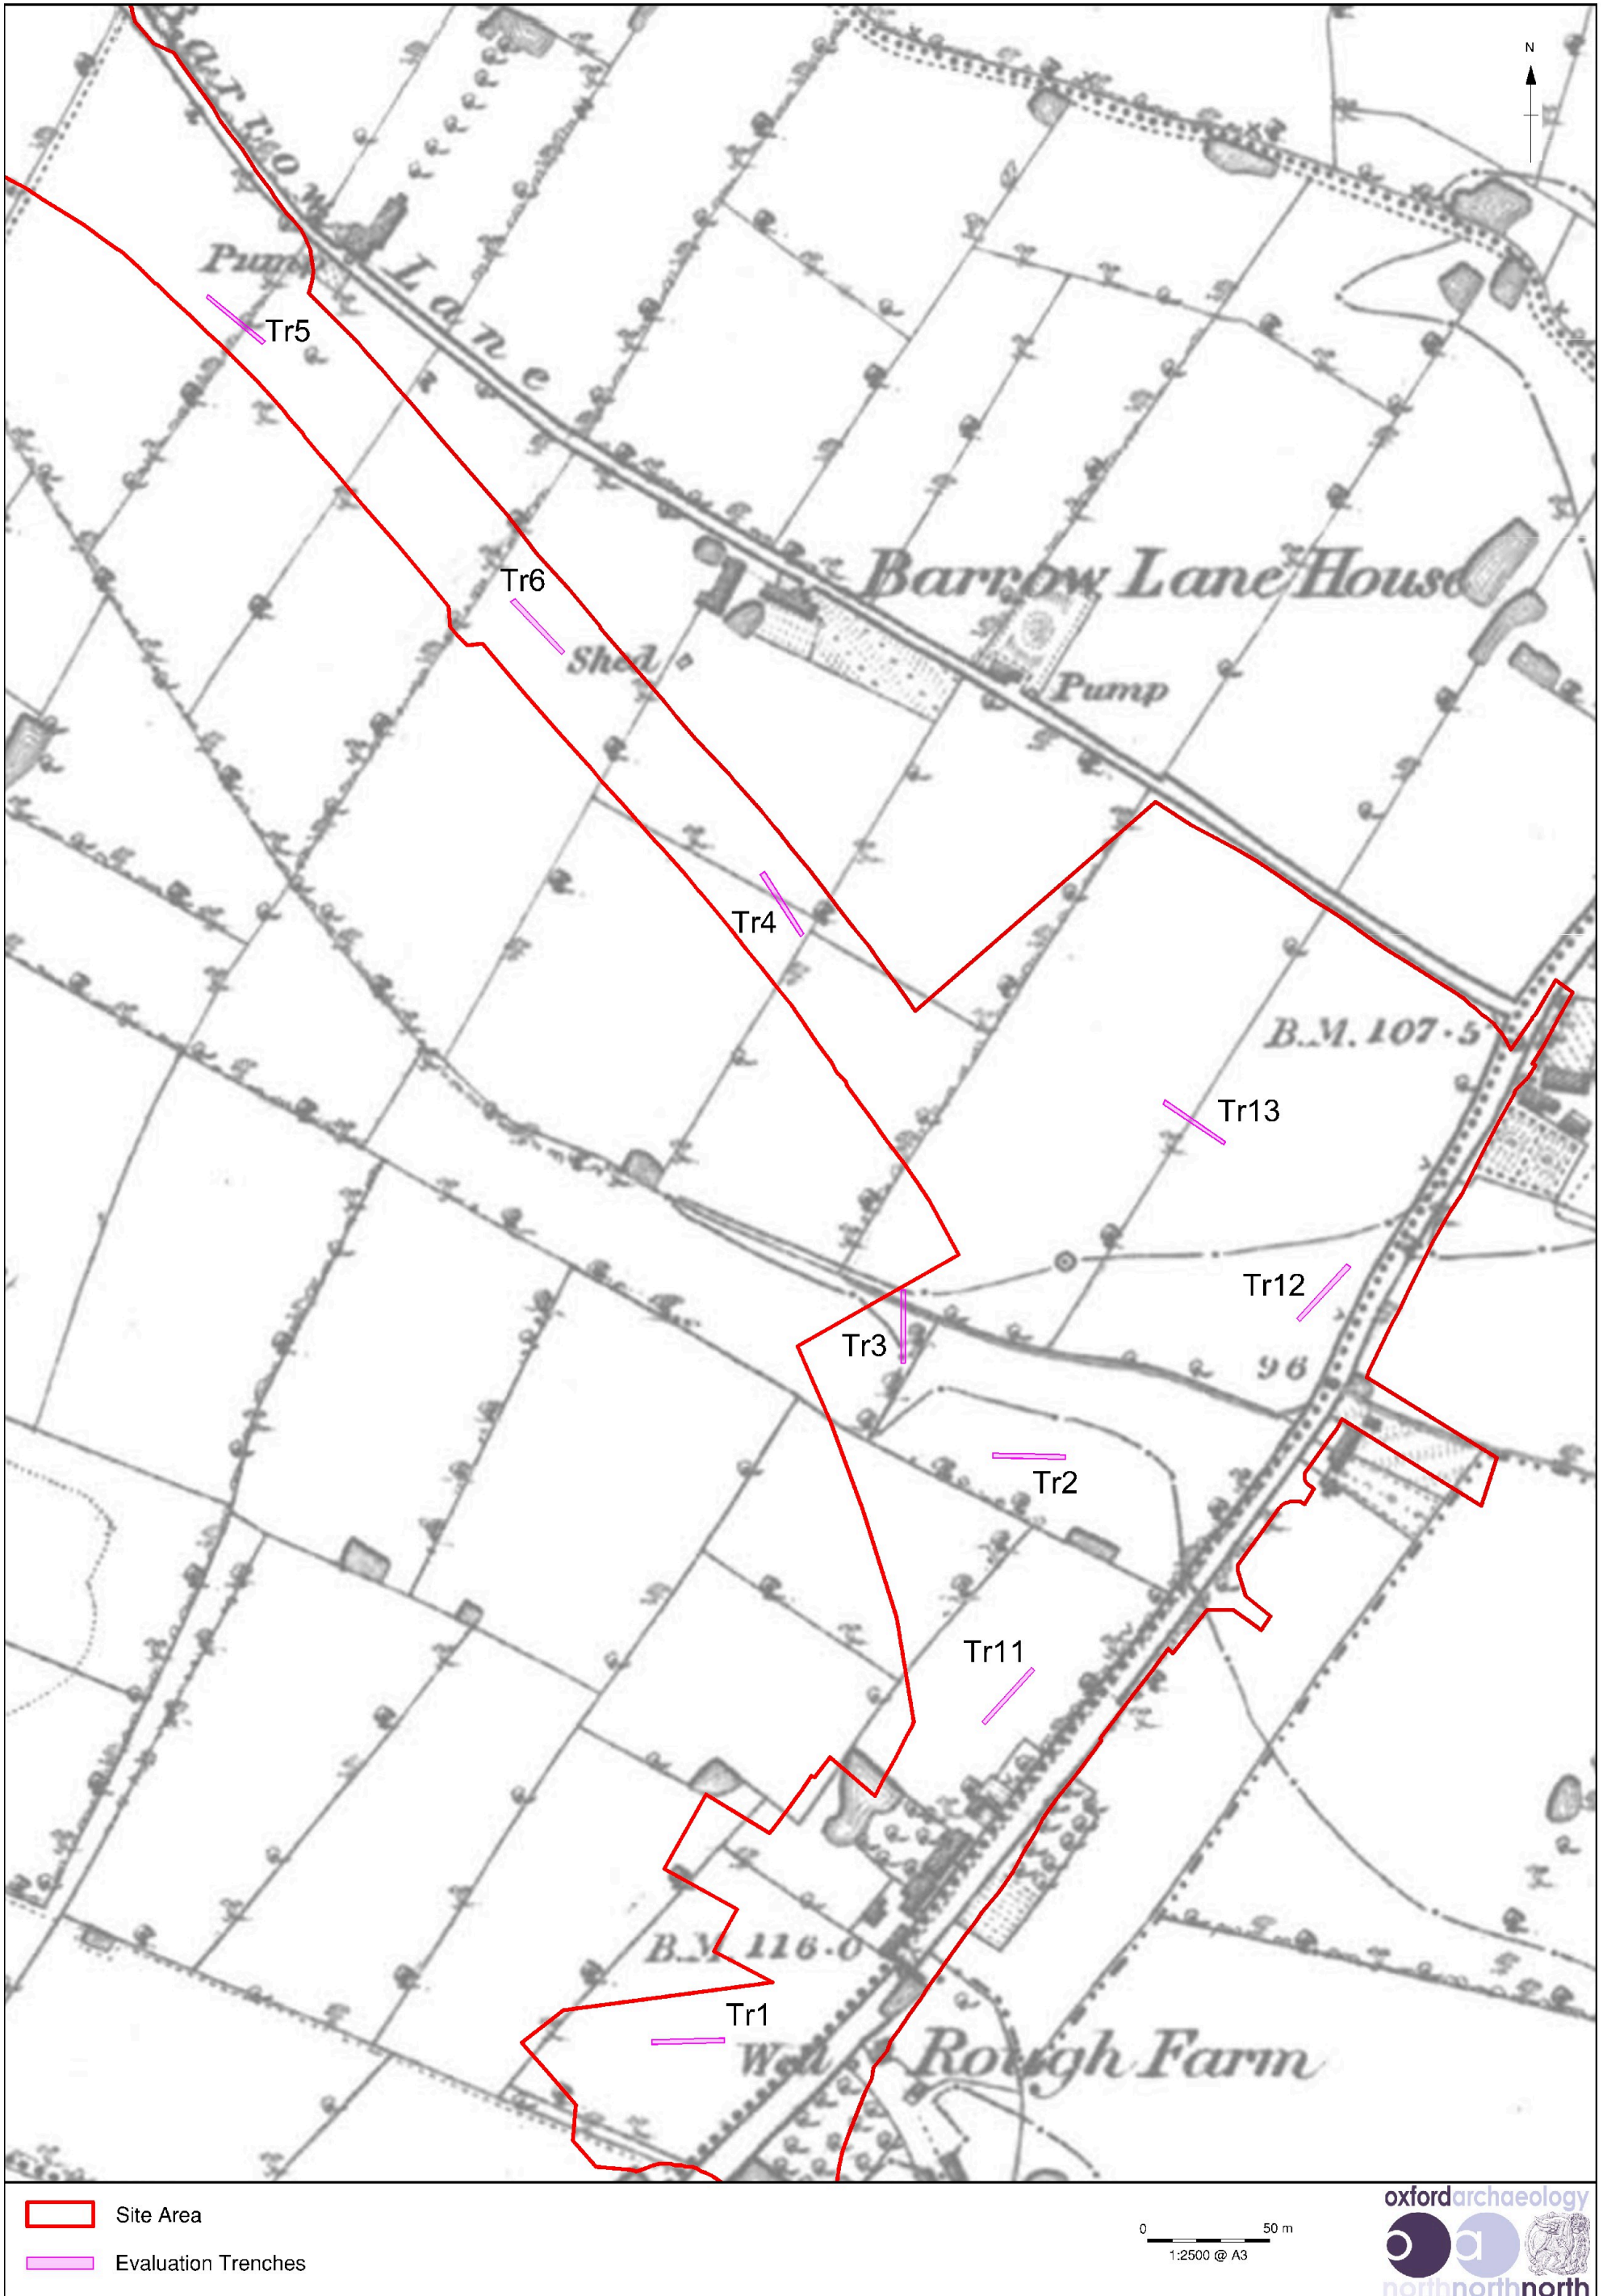 N
Barrow Lane
Pump
Tr5
Tr6
Shed
Barrow Lane House
Pump
Tr4
B.M. 107·5
Tr13
Tr12
Tr3
96
Tr2
Tr11
B.M. 116·0
Tr1
Well
Rough Farm
Site Area
Evaluation Trenches
0 50 m
1:2500 @ A3
oxfordarchaeology
o a
northnorthnorth